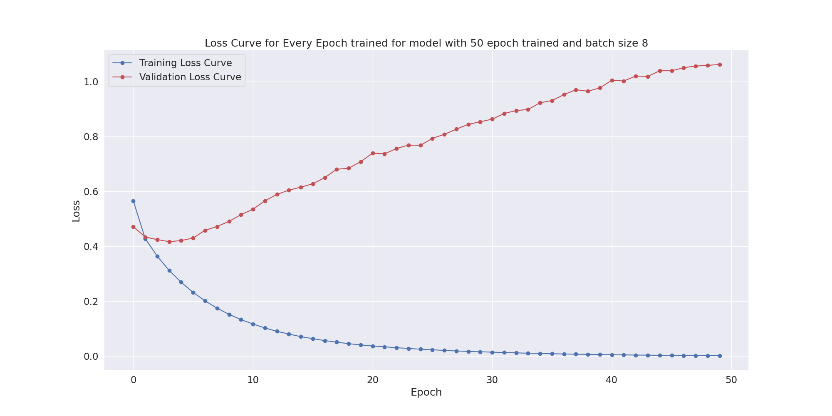 Loss Curve for Every Epoch trained for model with 50 epoch trained and batch size 8
Training Loss Curve
Validation Loss Curve
1.0
0.8
0.6
0.4
0.2
0.0
Loss
0 10 20 30 40 50
Epoch